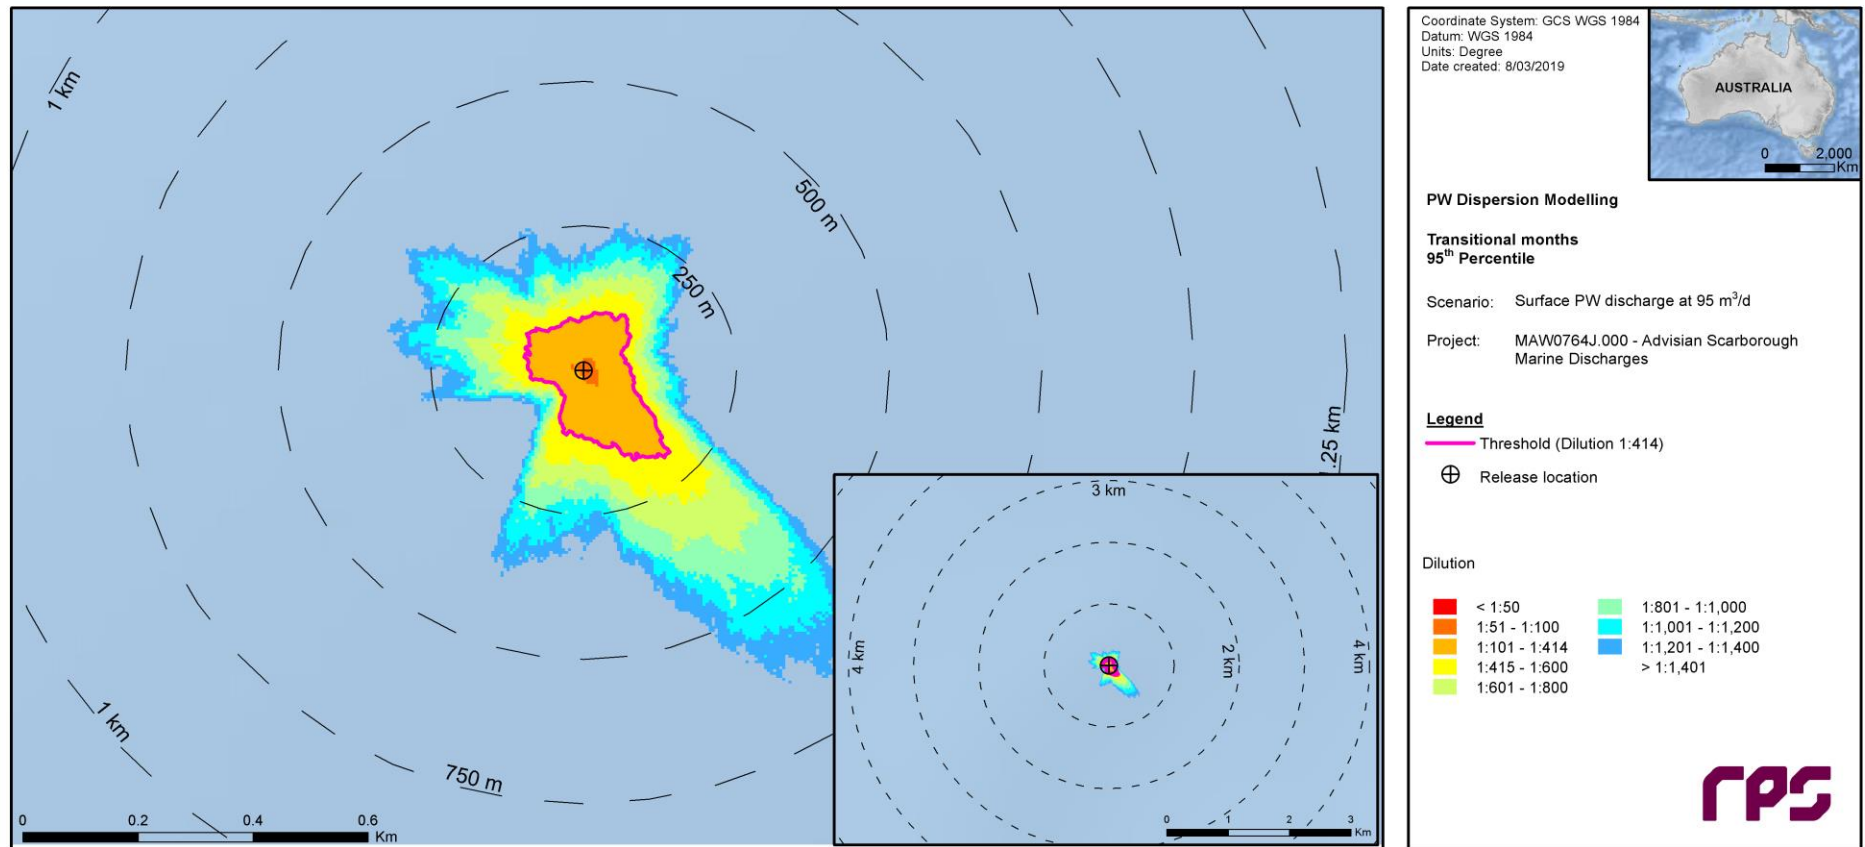 1 km
500 m
250 m
.25 km
1 km
750 m
0 0.2 0.4 0.6
Km
3 km
4 km
2 km
4 km
0 1 2 3
Km
Coordinate System: GCS WGS 1984
Datum: WGS 1984
Units: Degree
Date created: 8/03/2019
AUSTRALIA
0 2,000
Km
PW Dispersion Modelling
Transitional months
95th Percentile
Scenario: Surface PW discharge at 95 m³/d
Project: MAW0764J.000 - Advisian Scarborough
Marine Discharges
Legend
Threshold (Dilution 1:414)
Release location
Dilution
< 1:50
1:51 - 1:100
1:101 - 1:414
1:415 - 1:600
1:601 - 1:800
1:801 - 1:1,000
1:1,001 - 1:1,200
1:1,201 - 1:1,400
> 1:1,401
rps